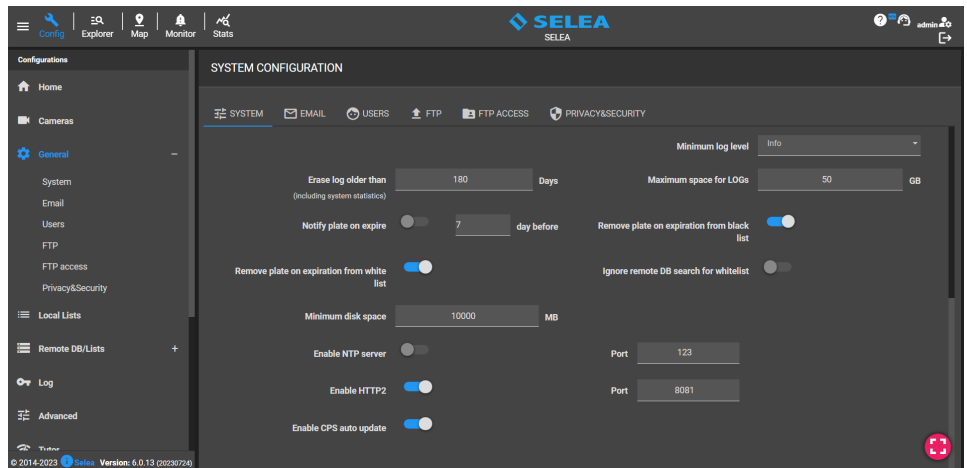 Config
Explorer
Map
Monitor
Stats
SELEA
SELEA
?
admin
Configurations
SYSTEM CONFIGURATION
Home
Cameras
General
System
Email
Users
FTP
FTP access
Privacy&Security
Local Lists
Remote DB/Lists
Log
Advanced
Tutor
© 2014-2023 Selea Version: 6.0.13 (20230724)
SYSTEM
EMAIL
USERS
FTP
FTP ACCESS
PRIVACY&SECURITY
Minimum log level Info
Erase log older than 180 Days
(including system statistics)
Maximum space for LOGs 50 GB
Notify plate on expire 7 day before
Remove plate on expiration from black
list
Remove plate on expiration from white
list
Ignore remote DB search for whitelist
Minimum disk space 10000 MB
Enable NTP server
Port 123
Enable HTTP2
Port 8081
Enable CPS auto update